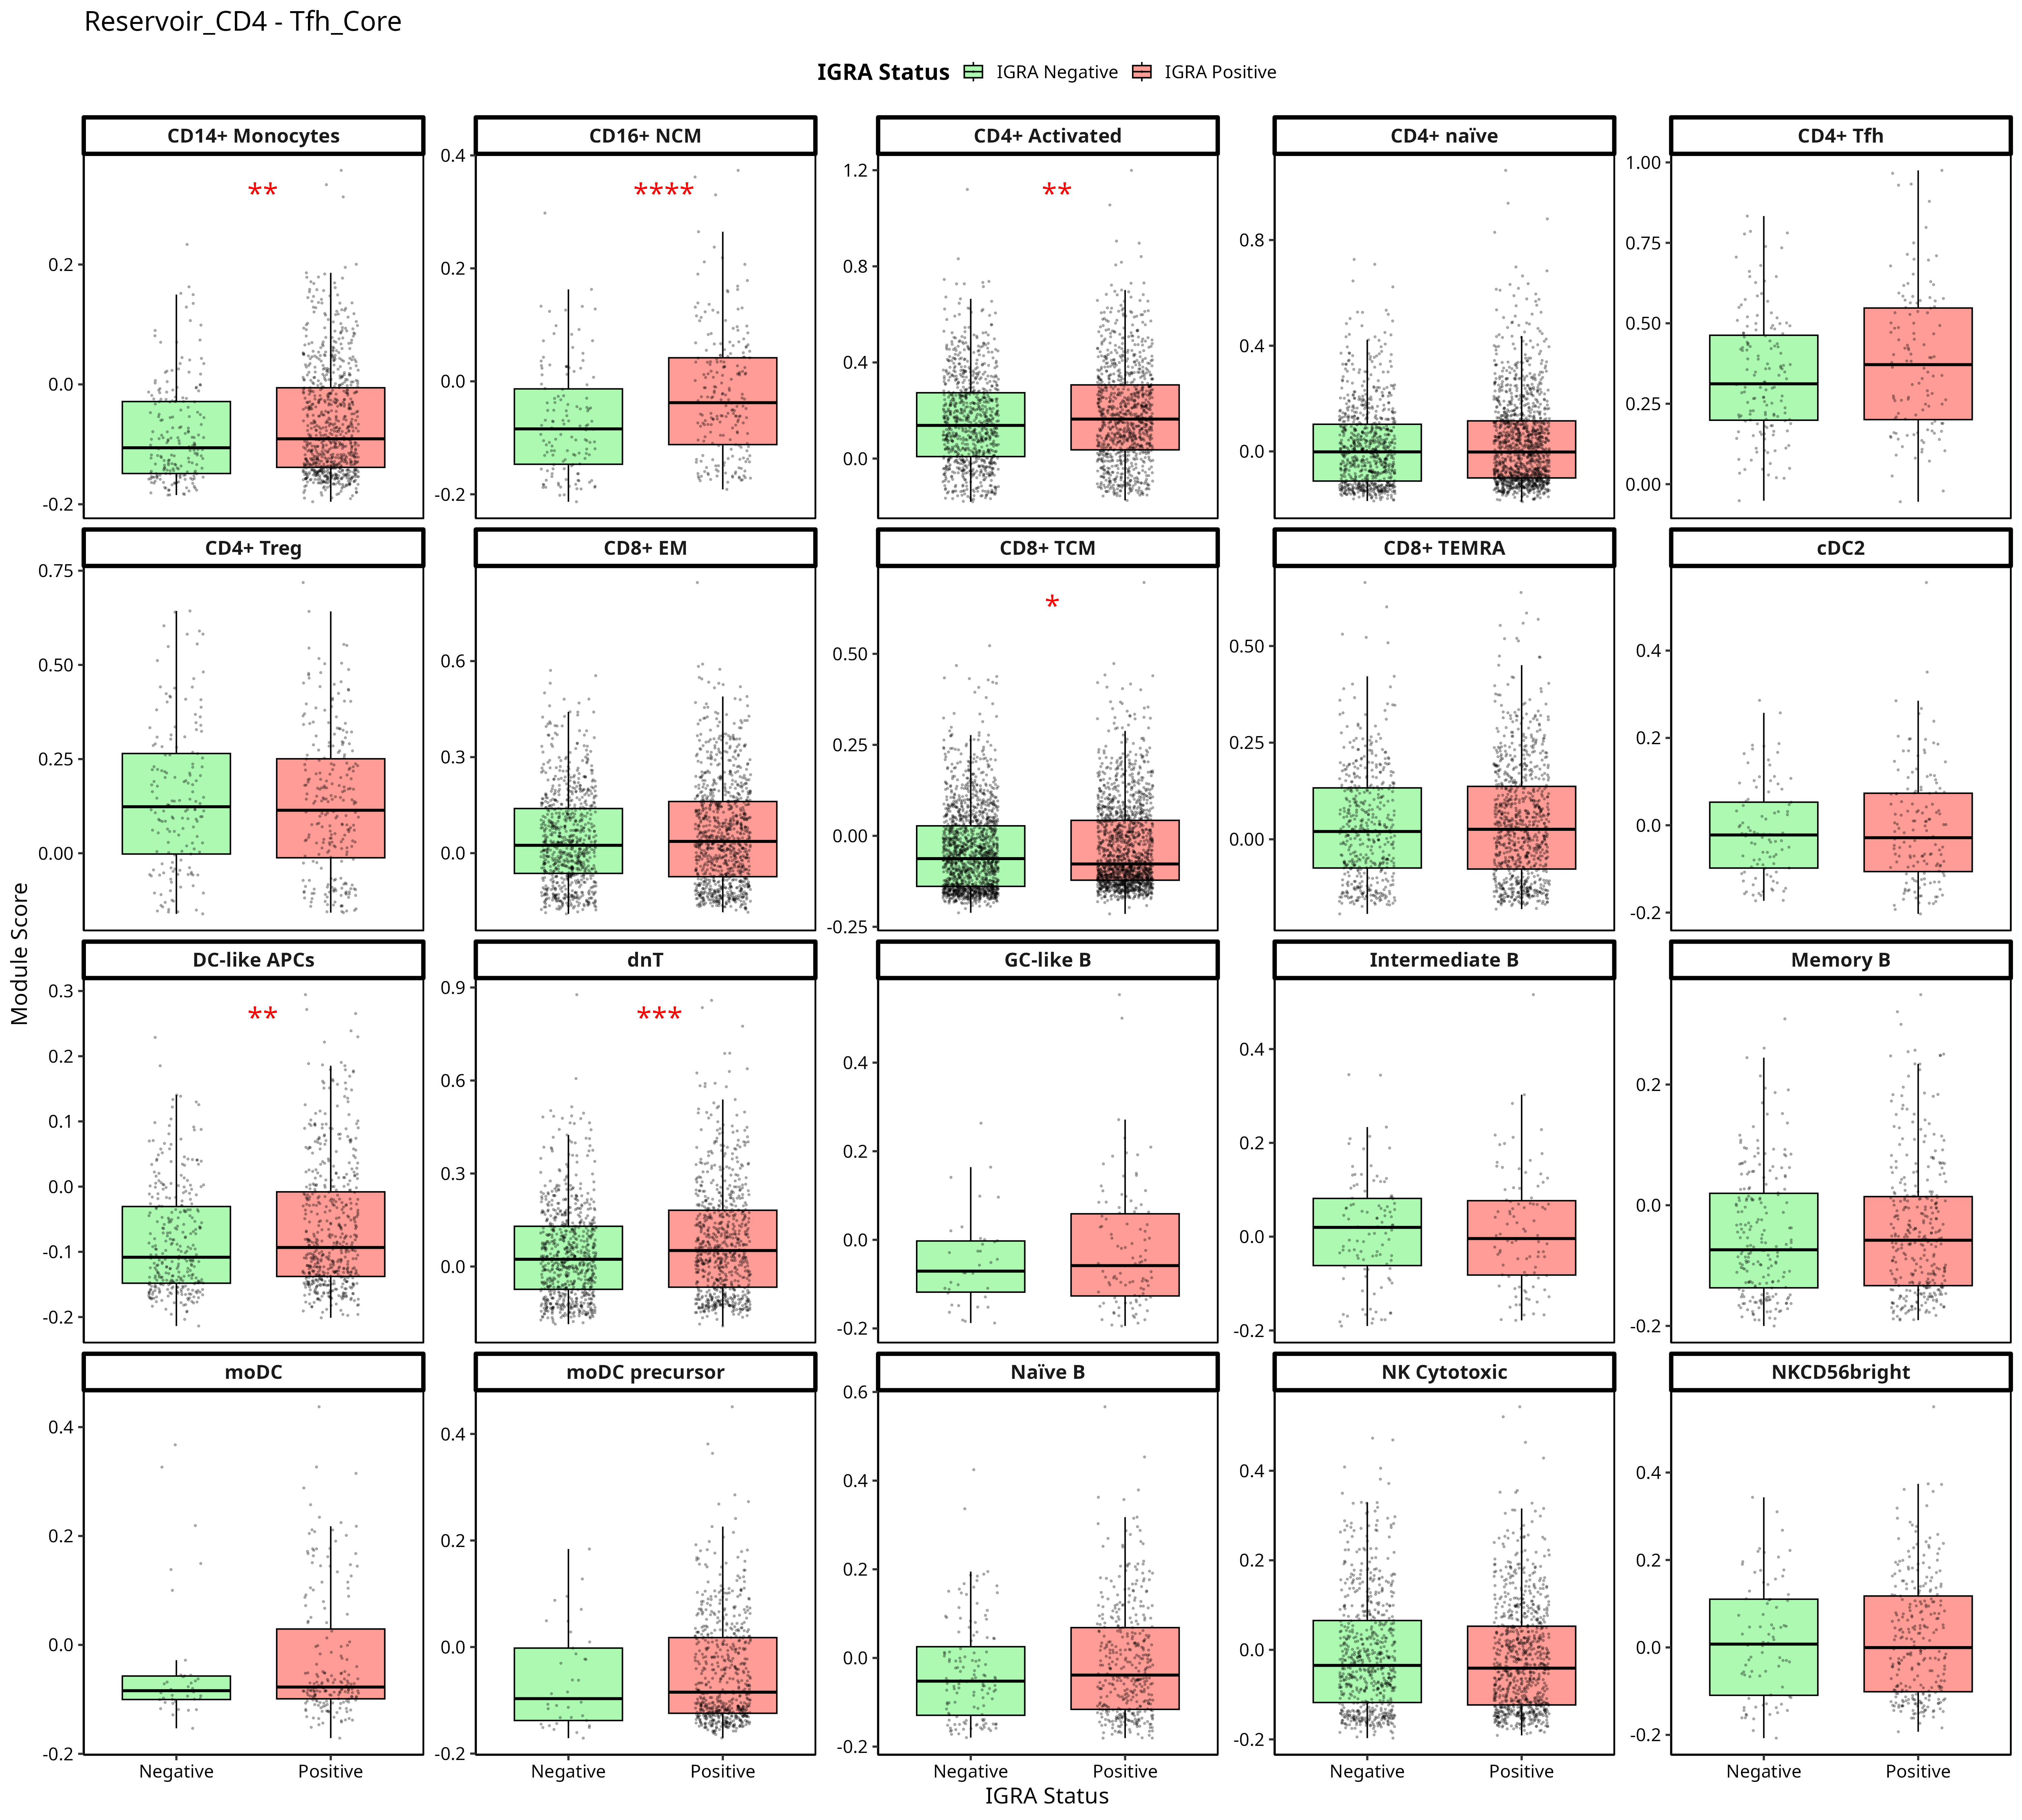 Reservoir_CD4 - Tfh_Core
IGRA Status IGRA Negative IGRA Positive
CD14+ Monocytes CD16+ NCM CD4+ Activated CD4+ naïve CD4+ Tfh
** **** **
0.2 0.0 -0.2
0.4 0.2 0.0 -0.2
1.2 0.8 0.4 0.0
0.8 0.4 0.0
1.00 0.75 0.50 0.25 0.00
CD4+ Treg CD8+ EM CD8+ TCM CD8+ TEMRA cDC2
*
0.75 0.50 0.25 0.00
0.6 0.3 0.0
0.50 0.25 0.00 -0.25
0.50 0.25 0.00
0.4 0.2 0.0 -0.2
Module Score
DC-like APCs dnT GC-like B Intermediate B Memory B
** ***
0.3 0.2 0.1 0.0 -0.1 -0.2
0.9 0.6 0.3 0.0
0.4 0.2 0.0 -0.2
0.4 0.2 0.0 -0.2
0.2 0.0 -0.2
moDC moDC precursor Naïve B NK Cytotoxic NKCD56bright
0.4 0.2 0.0 -0.2
0.4 0.2 0.0 -0.2
0.6 0.4 0.2 0.0 -0.2
0.4 0.2 0.0 -0.2
0.4 0.2 0.0 -0.2
Negative Positive Negative Positive Negative Positive Negative Positive Negative Positive
IGRA Status